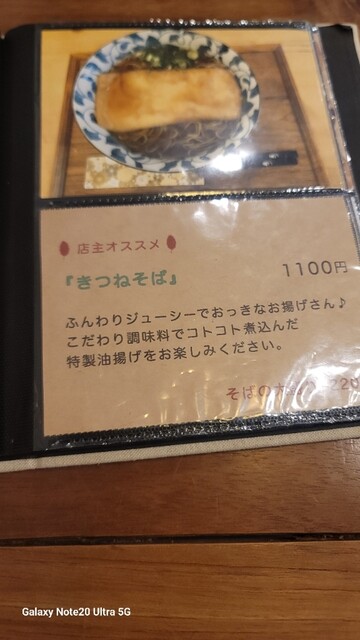 店主オススメ
『きつねそば』
1100円
ふんわりジューシーでおっきなお揚げさん♪
こだわり調味料でコトコト煮込んだ
特製油揚げをお楽しみください。
そばの
Galaxy Note20 Ultra 5G